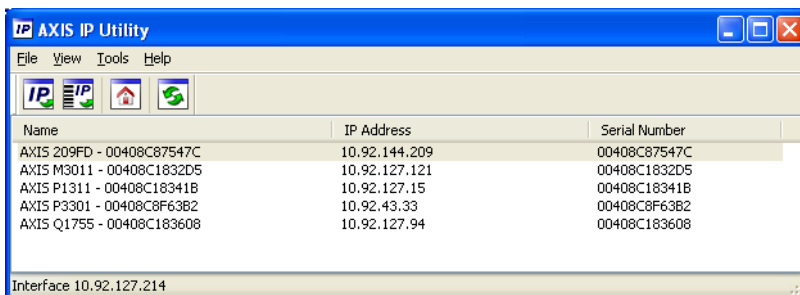 IP AXIS IP Utility
File View Tools Help
IP IP
Name IP Address Serial Number
AXIS 209FD - 00408C87547C 10.92.144.209 00408C87547C
AXIS M3011 - 00408C1832D5 10.92.127.121 00408C1832D5
AXIS P1311 - 00408C18341B 10.92.127.15 00408C18341B
AXIS P3301 - 00408C8F63B2 10.92.43.33 00408C8F63B2
AXIS Q1755 - 00408C183608 10.92.127.94 00408C183608
Interface 10.92.127.214